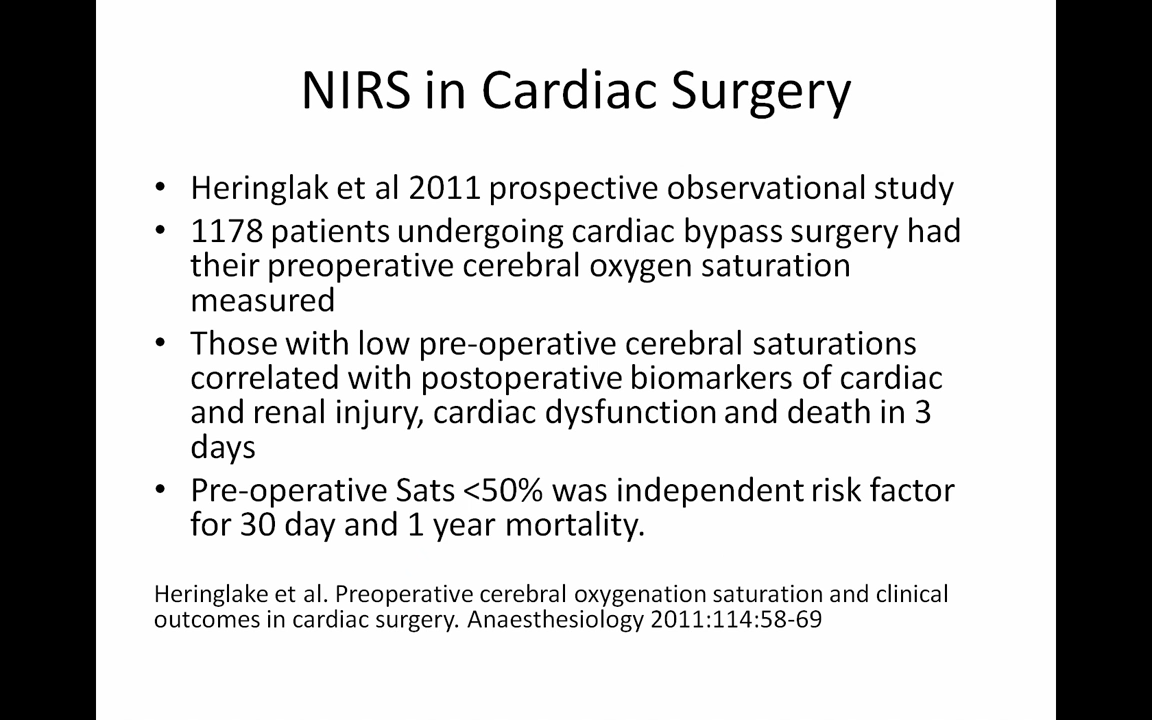 NIRS in Cardiac Surgery
• Heringlak et al 2011 prospective observational study
• 1178 patients undergoing cardiac bypass surgery had
their preoperative cerebral oxygen saturation
measured
• Those with low pre-operative cerebral saturations
correlated with postoperative biomarkers of cardiac
and renal injury, cardiac dysfunction and death in 3
days
• Pre-operative Sats <50% was independent risk factor
for 30 day and 1 year mortality.
Heringlake et al. Preoperative cerebral oxygenation saturation and clinical
outcomes in cardiac surgery. Anaesthesiology 2011:114:58-69